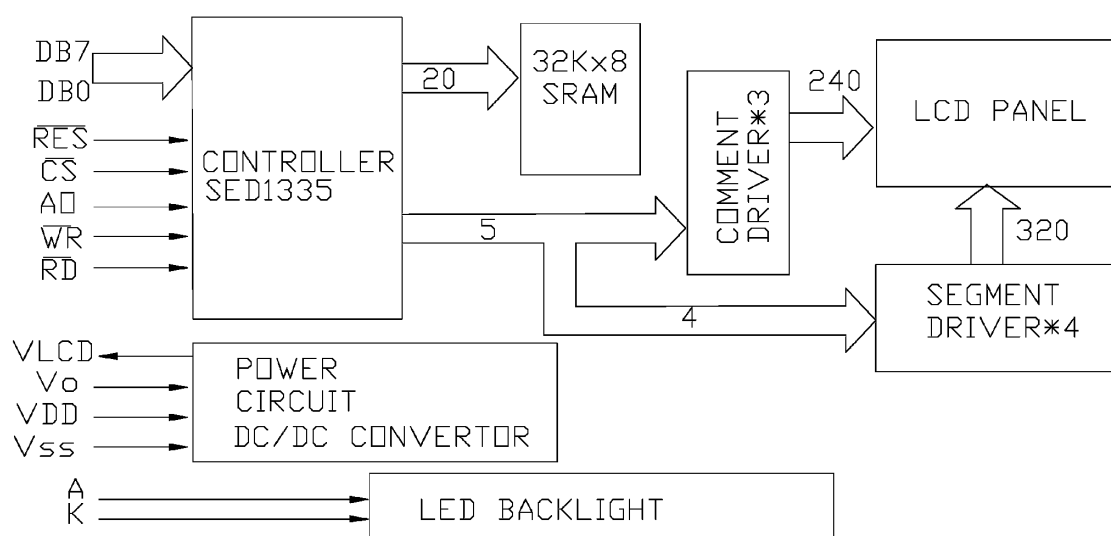 DB7
DB0
RES
CS
A0
WR
RD
CONTROLLER
SED1335
20
32Kx8
SRAM
5
4
COMMENT
DRIVER*3
240
LCD PANEL
320
SEGMENT
DRIVER*4
VLCD
Vo
VDD
Vss
POWER
CIRCUIT
DC/DC CONVERTOR
A
K
LED BACKLIGHT